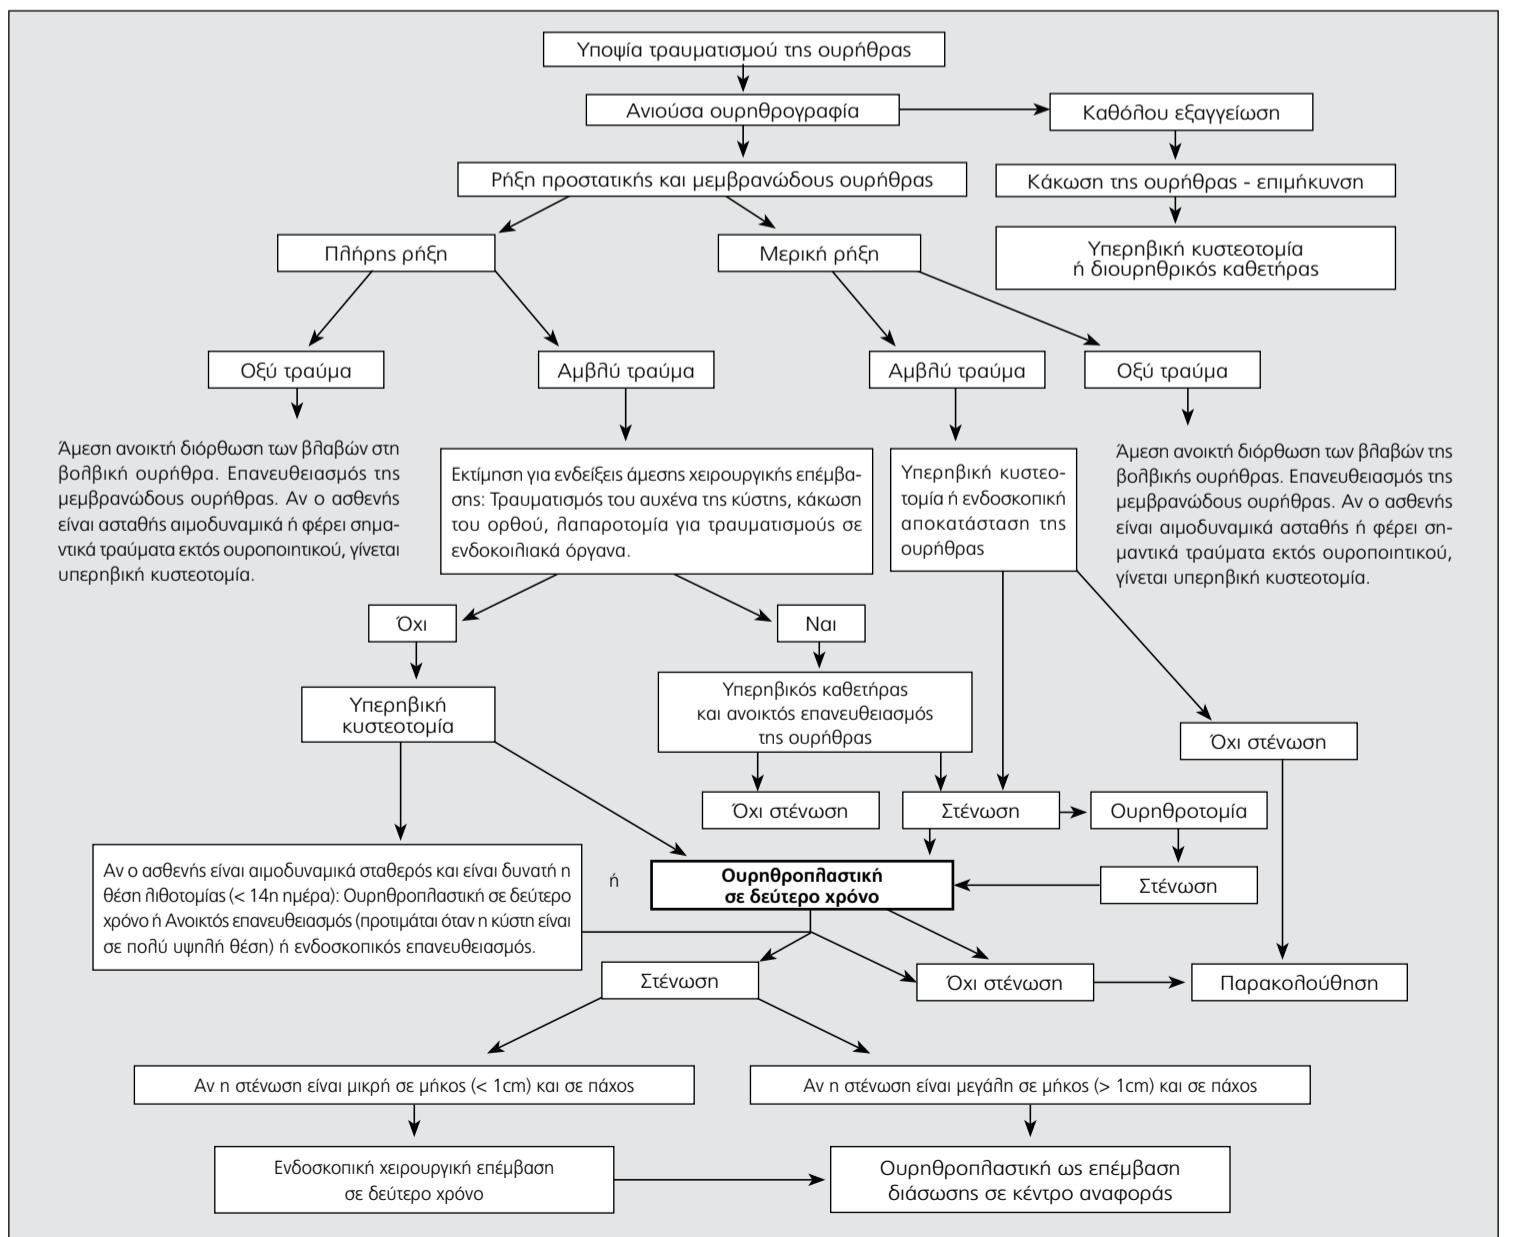 Υποψία τραυματισμού της ουρήθρας
Ανιούσα ουρηθρογραφία
Καθόλου εξαγγείωση
Ρήξη προστατικής και μεμβρανώδους ουρήθρας
Κάκωση της ουρήθρας - επιμήκυνση
Πλήρης ρήξη
Μερική ρήξη
Υπερηβική κυστεοτομία
ή διουρηθρικός καθετήρας
Οξύ τραύμα
Αμβλύ τραύμα
Αμβλύ τραύμα
Οξύ τραύμα
Άμεση ανοικτή διόρθωση των βλαβών στη
βολβική ουρήθρα. Επανευθειασμός της
μεμβρανώδους ουρήθρας. Αν ο ασθενής
είναι ασταθής αιμοδυναμικά ή φέρει σημα-
ντικά τραύματα εκτός ουροποιητικού, γίνεται
υπερηβική κυστεοτομία.
Εκτίμηση για ενδείξεις άμεσης χειρουργικής επέμβα-
σης: Τραυματισμός του αυχένα της κύστης, κάκωση
του ορθού, λαπαροτομία για τραυματισμούς σε
ενδοκοιλιακά όργανα.
Υπερηβική κυστεο-
τομία ή ενδοσκοπική
αποκατάσταση της
ουρήθρας
Άμεση ανοικτή διόρθωση των βλαβών της
βολβικής ουρήθρας. Επανευθειασμός της
μεμβρανώδους ουρήθρας. Αν ο ασθενής
είναι αιμοδυναμικά ασταθής ή φέρει ση-
μαντικά τραύματα εκτός ουροποιητικού,
γίνεται υπερηβική κυστεοτομία.
Όχι
Ναι
Υπερηβική
κυστεοτομία
Υπερηβικός καθετήρας
και ανοικτός επανευθειασμός
της ουρήθρας
Όχι στένωση
Όχι στένωση
Στένωση
Ουρηθροτομία
Αν ο ασθενής είναι αιμοδυναμικά σταθερός και είναι δυνατή η
θέση λιθοτομίας (< 14η ημέρα): Ουρηθροπλαστική σε δεύτερο
χρόνο ή Ανοικτός επανευθειασμός (προτιμάται όταν η κύστη είναι
σε πολύ υψηλή θέση) ή ενδοσκοπικός επανευθειασμός.
ή
Ουρηθροπλαστική
σε δεύτερο χρόνο
Στένωση
Στένωση
Όχι στένωση
Παρακολούθηση
Αν η στένωση είναι μικρή σε μήκος (< 1cm) και σε πάχος
Αν η στένωση είναι μεγάλη σε μήκος (> 1cm) και σε πάχος
Ενδοσκοπική χειρουργική επέμβαση
σε δεύτερο χρόνο
Ουρηθροπλαστική ως επέμβαση
διάσωσης σε κέντρο αναφοράς